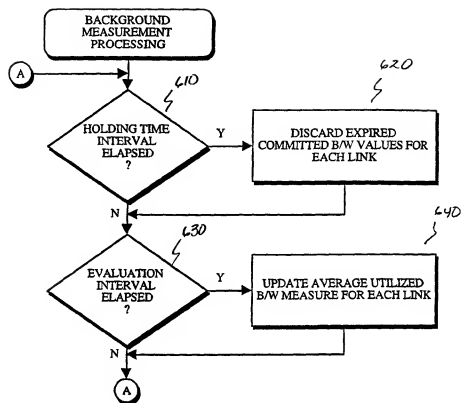 BACKGROUND
MEASUREMENT
PROCESSING
A
610
HOLDING TIME
INTERVAL
ELAPSED
?
Y
620
DISCARD EXPIRED
COMMITTED B/W VALUES FOR
EACH LINK
N
630
EVALUATION
INTERVAL
ELAPSED
?
Y
640
UPDATE AVERAGE UTILIZED
B/W MEASURE FOR EACH LINK
N
A